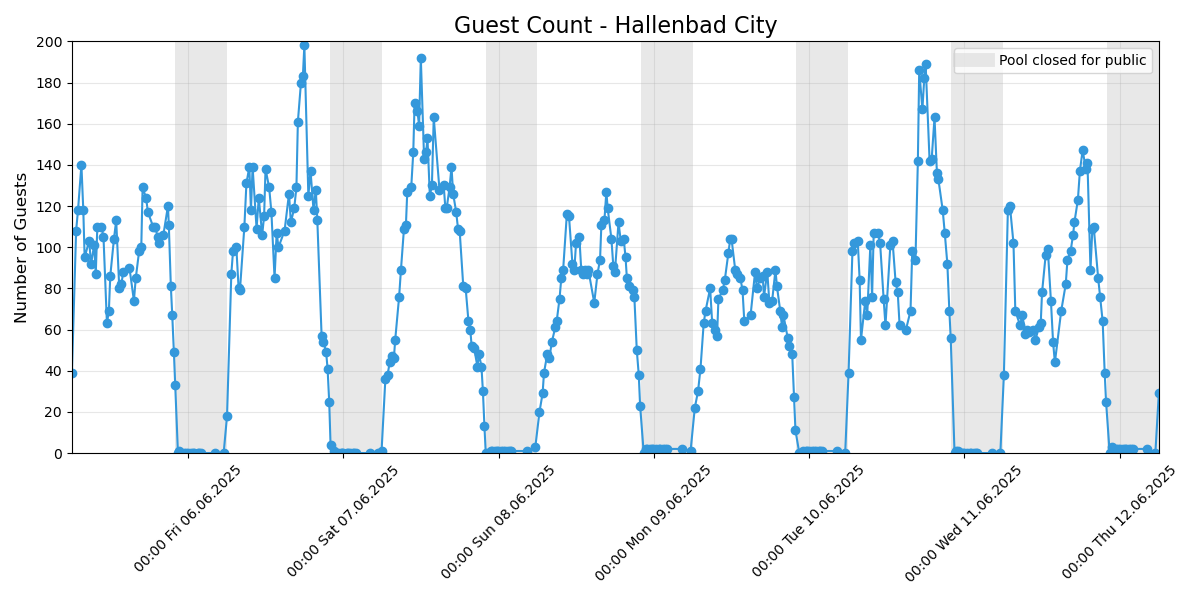 Guest Count - Hallenbad City
Pool closed for public
Number of Guests
200
180
160
140
120
100
80
60
40
20
0
00:00 Fri 06.06.2025
00:00 Sat 07.06.2025
00:00 Sun 08.06.2025
00:00 Mon 09.06.2025
00:00 Tue 10.06.2025
00:00 Wed 11.06.2025
00:00 Thu 12.06.2025